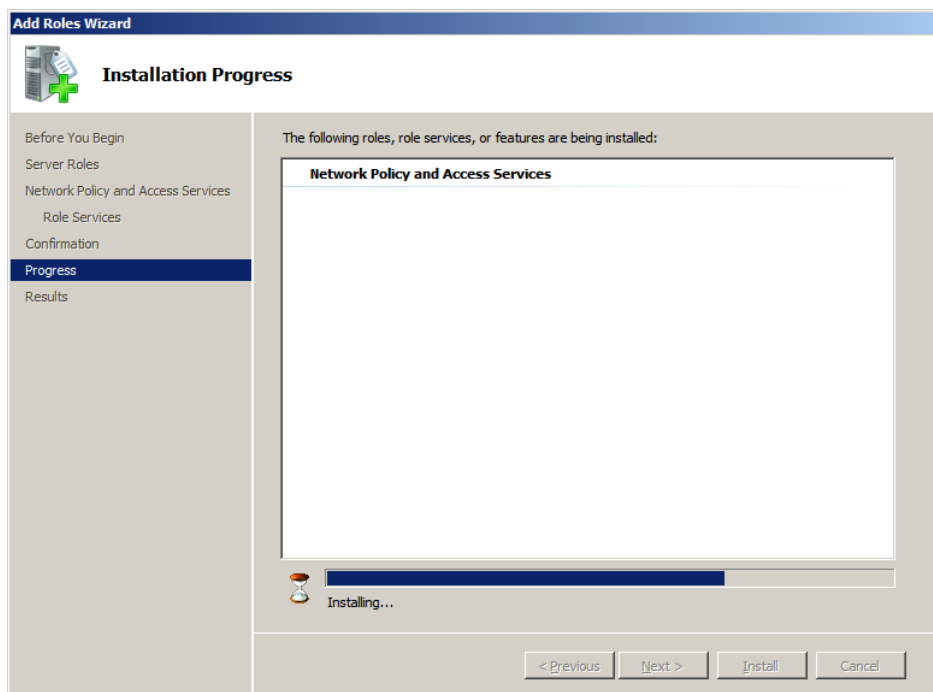 Add Roles Wizard
Installation Progress
Before You Begin
Server Roles
Network Policy and Access Services
Role Services
Confirmation
Progress
Results
The following roles, role services, or features are being installed:
Network Policy and Access Services
Installing...
< Previous
Next >
Install
Cancel